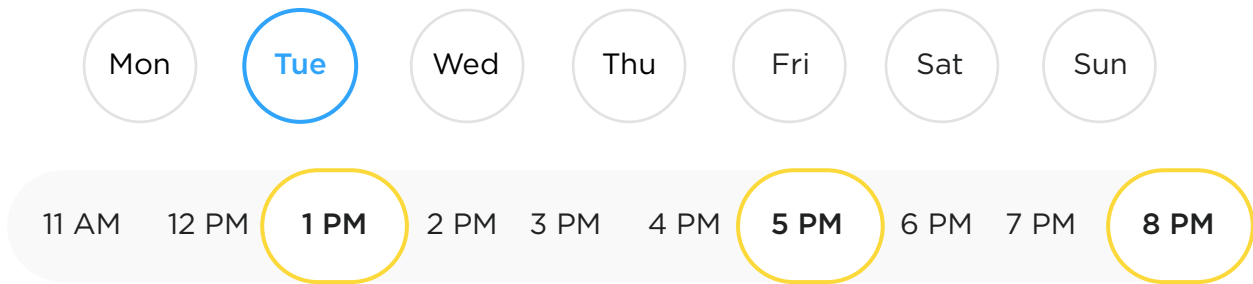 Mon Tue Wed Thu Fri Sat Sun
11 AM 12 PM 1 PM 2 PM 3 PM 4 PM 5 PM 6 PM 7 PM 8 PM